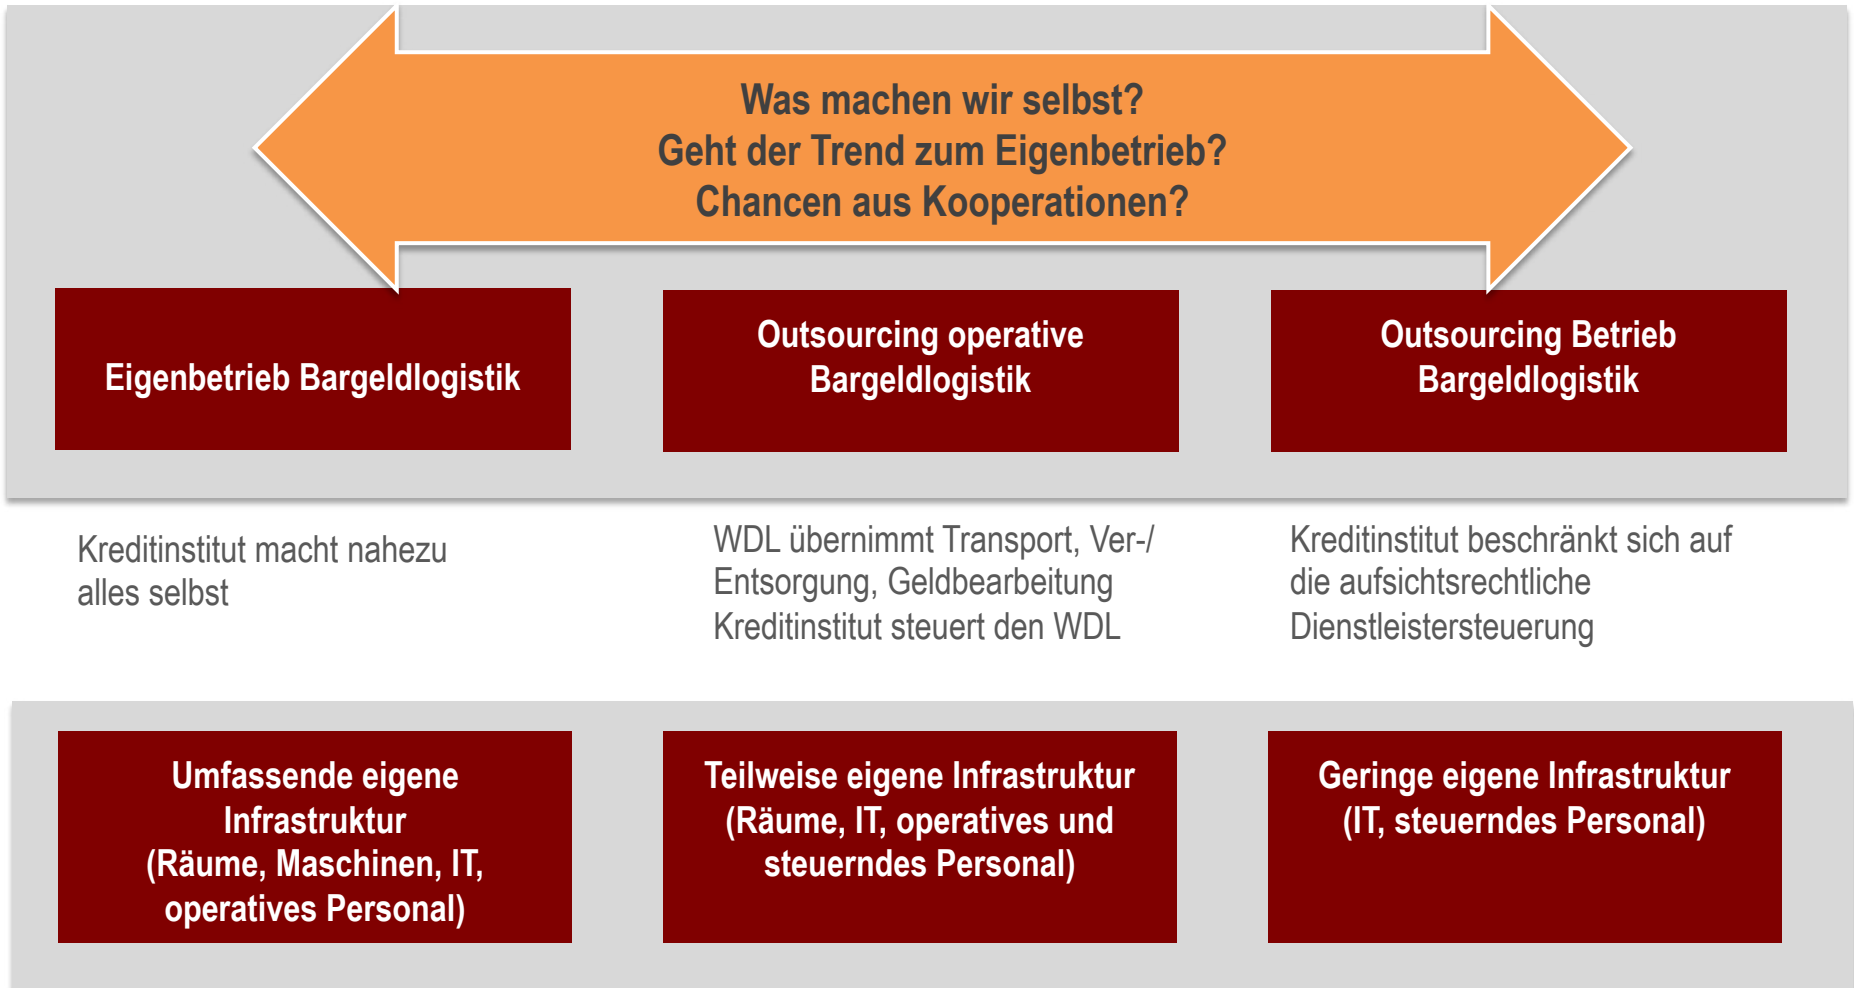 Was machen wir selbst?
Geht der Trend zum Eigenbetrieb?
Chancen aus Kooperationen?
Eigenbetrieb Bargeldlogistik
Outsourcing operative
Bargeldlogistik
Outsourcing Betrieb
Bargeldlogistik
Kreditinstitut macht nahezu
alles selbst
WDL übernimmt Transport, Ver-/
Entsorgung, Geldbearbeitung
Kreditinstitut steuert den WDL
Kreditinstitut beschränkt sich auf
die aufsichtsrechtliche
Dienstleistersteuerung
Umfassende eigene
Infrastruktur
(Räume, Maschinen, IT,
operatives Personal)
Teilweise eigene Infrastruktur
(Räume, IT, operatives und
steuerndes Personal)
Geringe eigene Infrastruktur
(IT, steuerndes Personal)